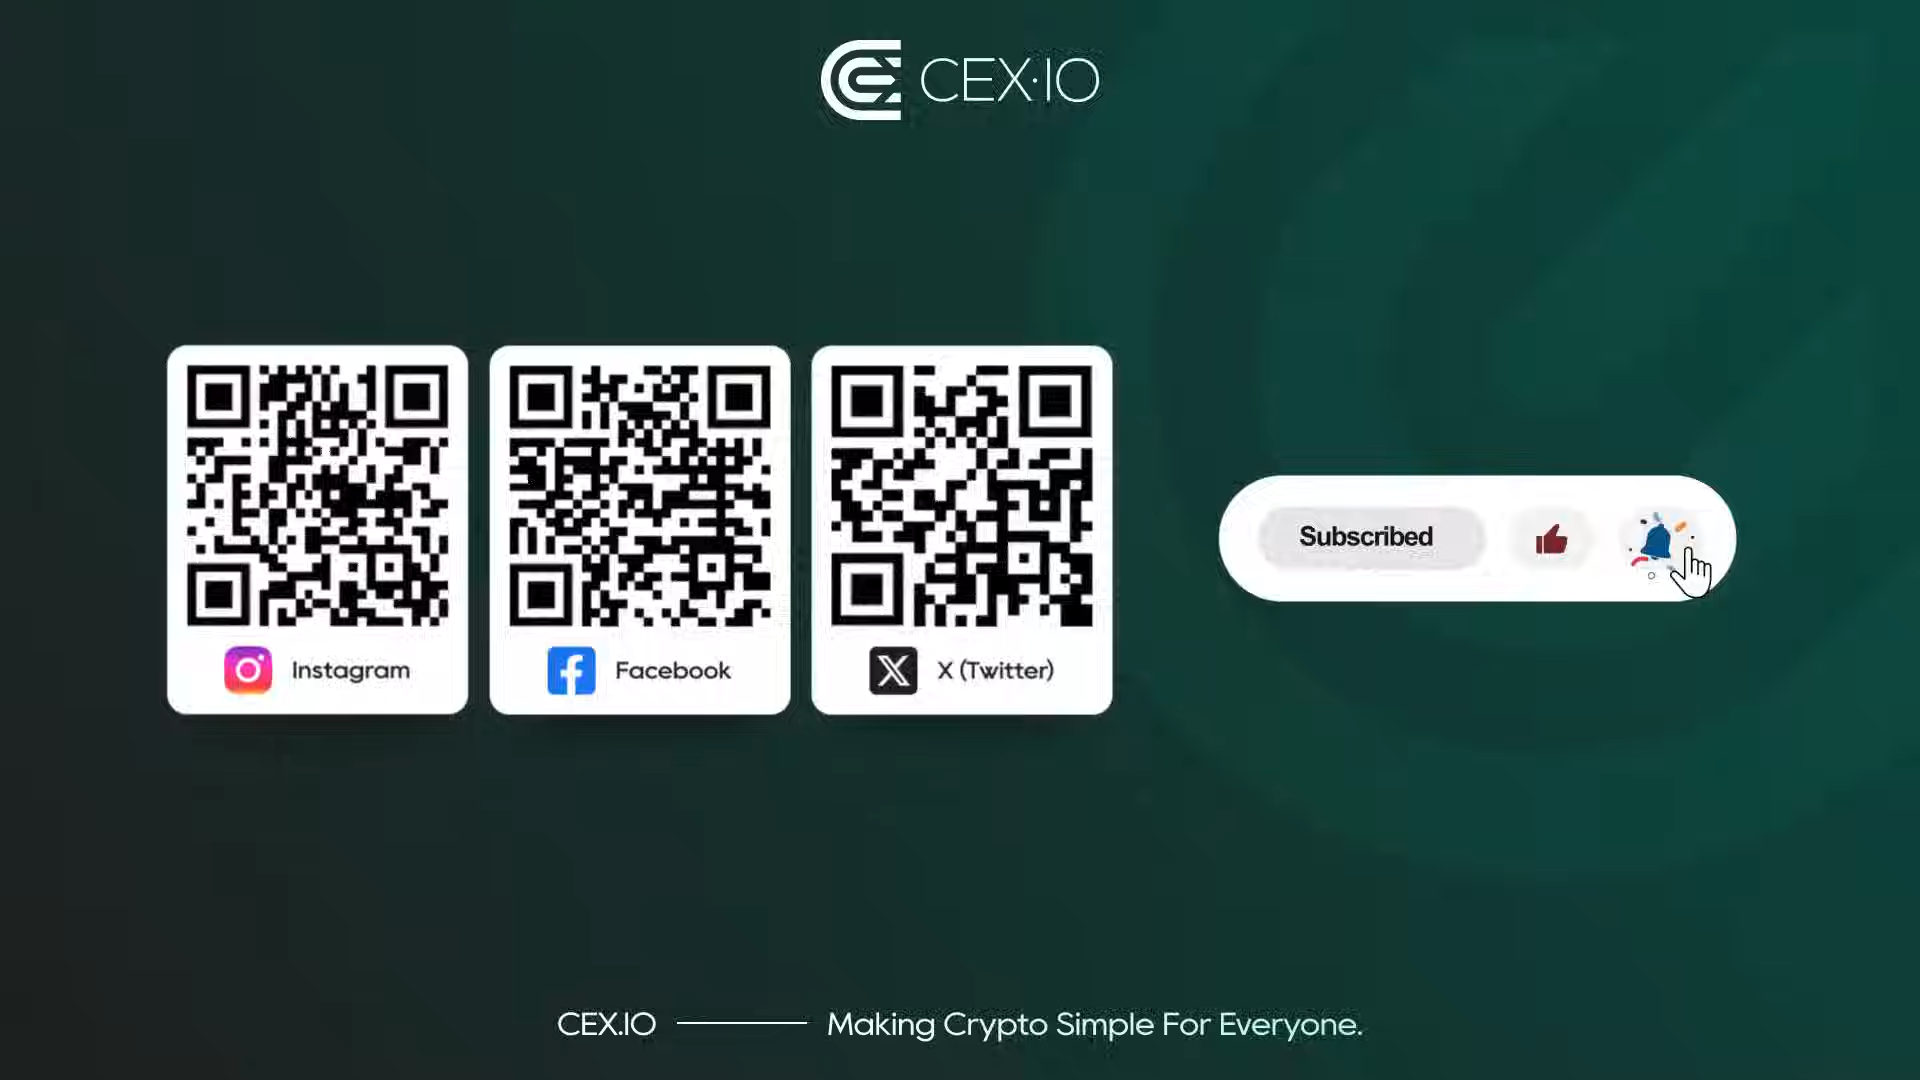 CEX·IO
Instagram
Facebook
X (Twitter)
Subscribed
CEX.IO
Making Crypto Simple For Everyone.